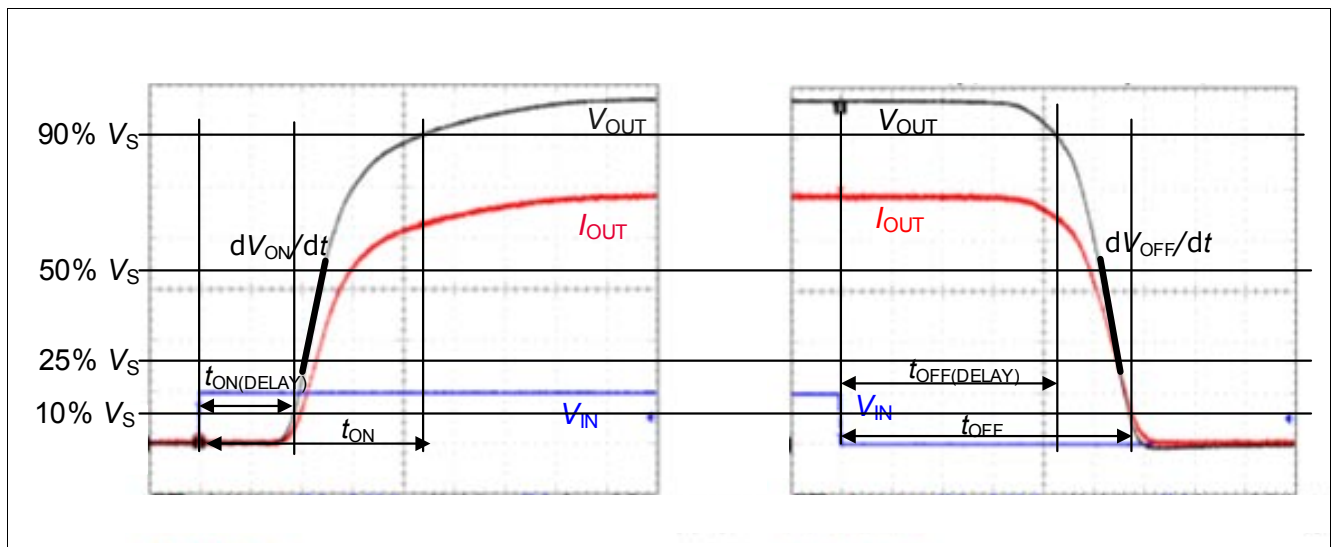 90% VS
VOUT
VOUT
IOUT
IOUT
dVON/dt
dVOFF/dt
50% VS
25% VS
tON(DELAY)
tOFF(DELAY)
10% VS
VIN
VIN
tON
tOFF